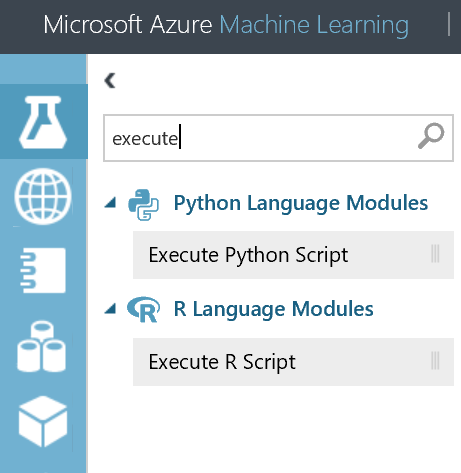 Microsoft Azure Machine Learning
execute
Python Language Modules
Execute Python Script
R Language Modules
Execute R Script